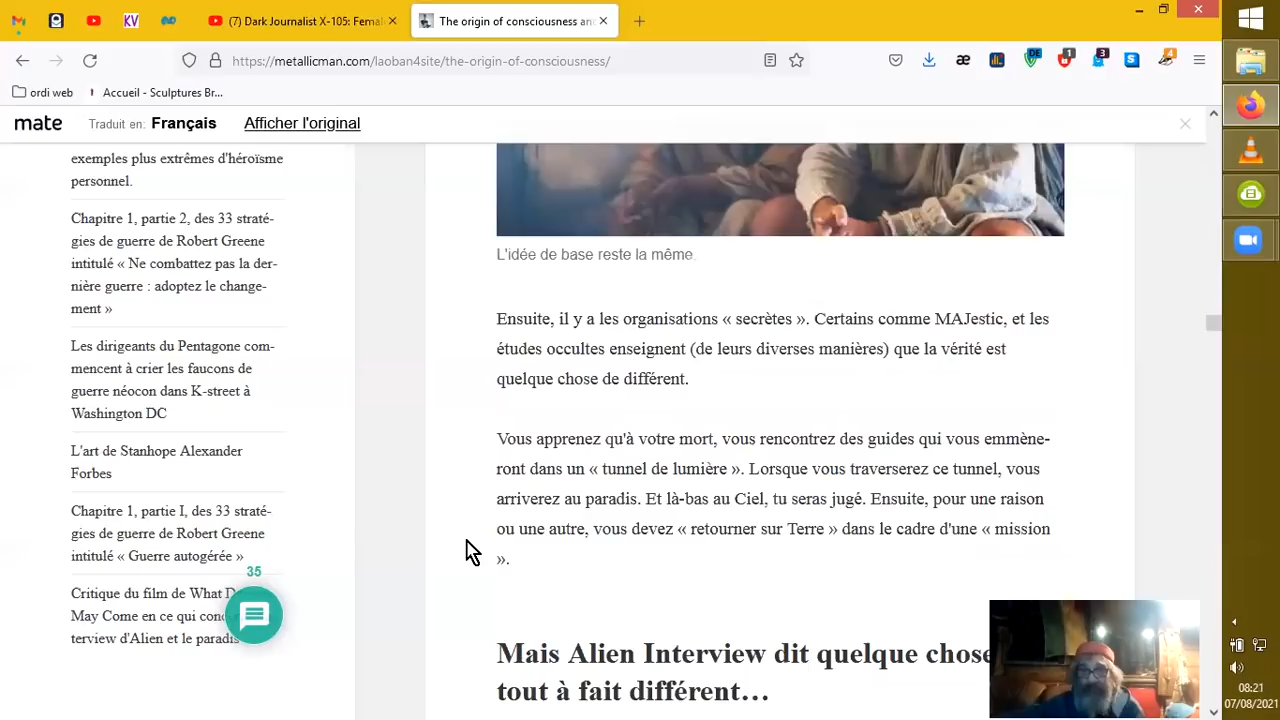 (7) Dark Journalist X-105: Fema
The origin of consciousness an
KV
https://metallicman.com/laoban4site/the-origin-of-consciousness/
æ
DE
1
3
4
ordi web
Accueil - Sculptures Br...
mate
Traduit en: Français
Afficher l'original
exemples plus extrêmes d'héroïsme
personnel.
Chapitre 1, partie 2, des 33 straté-
gies de guerre de Robert Greene
intitulé « Ne combattez pas la der-
nière guerre : adoptez le change-
ment »
Les dirigeants du Pentagone com-
mencent à crier les faucons de
guerre néocon dans K-street à
Washington DC
L'art de Stanhope Alexander
Forbes
Chapitre 1, partie I, des 33 straté-
gies de guerre de Robert Greene
intitulé « Guerre autogérée »
35
Critique du film de What D
May Come en ce qui con
terview d'Alien et le paradis
L'idée de base reste la même.
Ensuite, il y a les organisations « secrètes ». Certains comme MAJestic, et les
études occultes enseignent (de leurs diverses manières) que la vérité est
quelque chose de différent.
Vous apprenez qu'à votre mort, vous rencontrez des guides qui vous emmène-
ront dans un « tunnel de lumière ». Lorsque vous traverserez ce tunnel, vous
arriverez au paradis. Et là-bas au Ciel, tu seras jugé. Ensuite, pour une raison
ou une autre, vous devez « retourner sur Terre » dans le cadre d'une « mission
».
Mais Alien Interview dit quelque chose
tout à fait différent…
08:21
07/08/2021